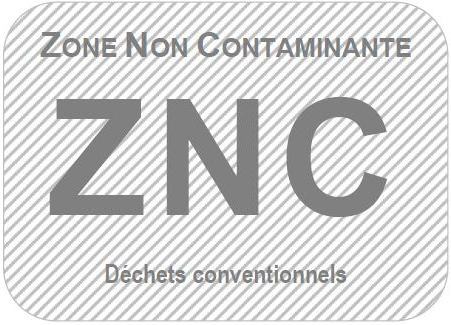 ZONE NON CONTAMINANTE
ZNC
Déchets conventionnels